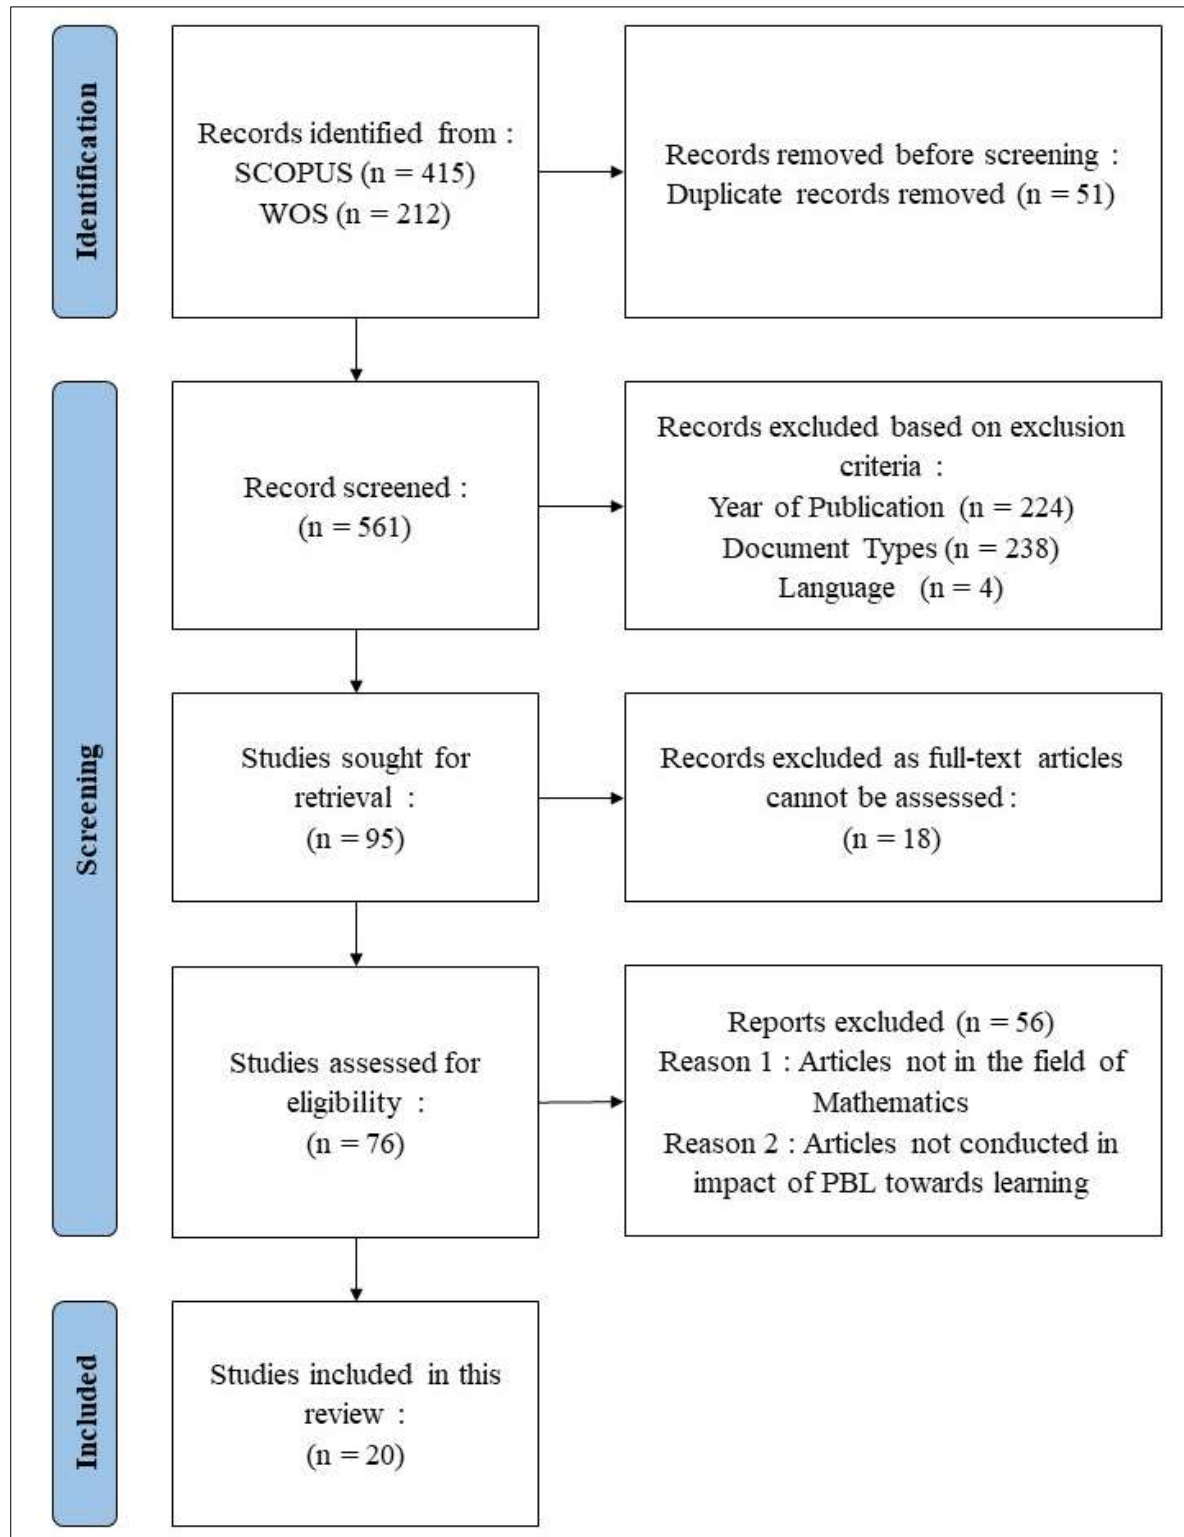 Identification
Records identified from :
SCOPUS (n = 415)
WOS (n = 212)
Records removed before screening :
Duplicate records removed (n = 51)
Screening
Record screened :
(n = 561)
Records excluded based on exclusion
criteria :
Year of Publication (n = 224)
Document Types (n = 238)
Language (n = 4)
Studies sought for
retrieval :
(n = 95)
Records excluded as full-text articles
cannot be assessed :
(n = 18)
Studies assessed for
eligibility :
(n = 76)
Reports excluded (n = 56)
Reason 1 : Articles not in the field of
Mathematics
Reason 2 : Articles not conducted in
impact of PBL towards learning
Included
Studies included in this
review :
(n = 20)